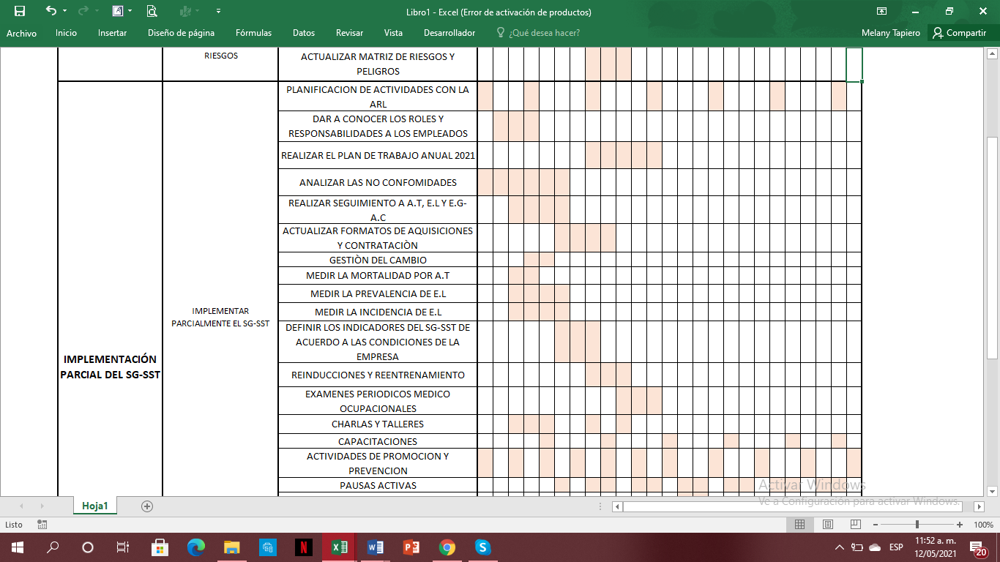 Libro1 - Excel (Error de activación de productos)
Archivo Inicio Insertar Diseño de página Fórmulas Datos Revisar Vista Desarrollador ¿Qué desea hacer? Melany Tapiero Compartir
RIESGOS
ACTUALIZAR MATRIZ DE RIESGOS Y
PELIGROS
IMPLEMENTACIÓN
PARCIAL DEL SG-SST
IMPLEMENTAR
PARCIALMENTE EL SG-SST
PLANIFICACION DE ACTIVIDADES CON LA
ARL
DAR A CONOCER LOS ROLES Y
RESPONSABILIDADES A LOS EMPLEADOS
REALIZAR EL PLAN DE TRABAJO ANUAL 2021
ANALIZAR LAS NO CONFOMIDADES
REALIZAR SEGUIMIENTO A A.T, E.L Y E.G-
A.C
ACTUALIZAR FORMATOS DE AQUISICIONES
Y CONTRATACIÒN
GESTIÒN DEL CAMBIO
MEDIR LA MORTALIDAD POR A.T
MEDIR LA PREVALENCIA DE E.L
MEDIR LA INCIDENCIA DE E.L
DEFINIR LOS INDICADORES DEL SG-SST DE
ACUERDO A LAS CONDICIONES DE LA
EMPRESA
REINDUCCIONES Y REENTRENAMIENTO
EXAMENES PERIODICOS MEDICO
OCUPACIONALES
CHARLAS Y TALLERES
CAPACITACIONES
ACTIVIDADES DE PROMOCION Y
PREVENCION
PAUSAS ACTIVAS
Activar Windows
Ve a Configuración para activar Windows.
Hoja1
Listo
100%
ESP
11:52 a. m.
12/05/2021
20